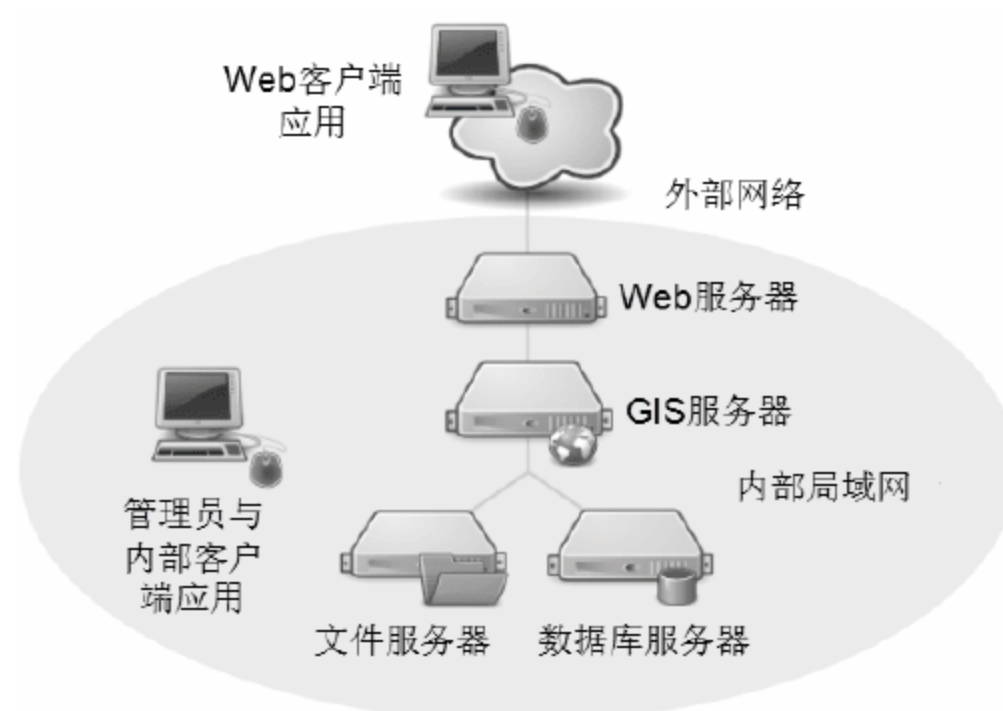 Web客户端
应用
外部网络
Web服务器
GIS服务器
内部局域网
管理员与
内部客户
端应用
文件服务器
数据库服务器